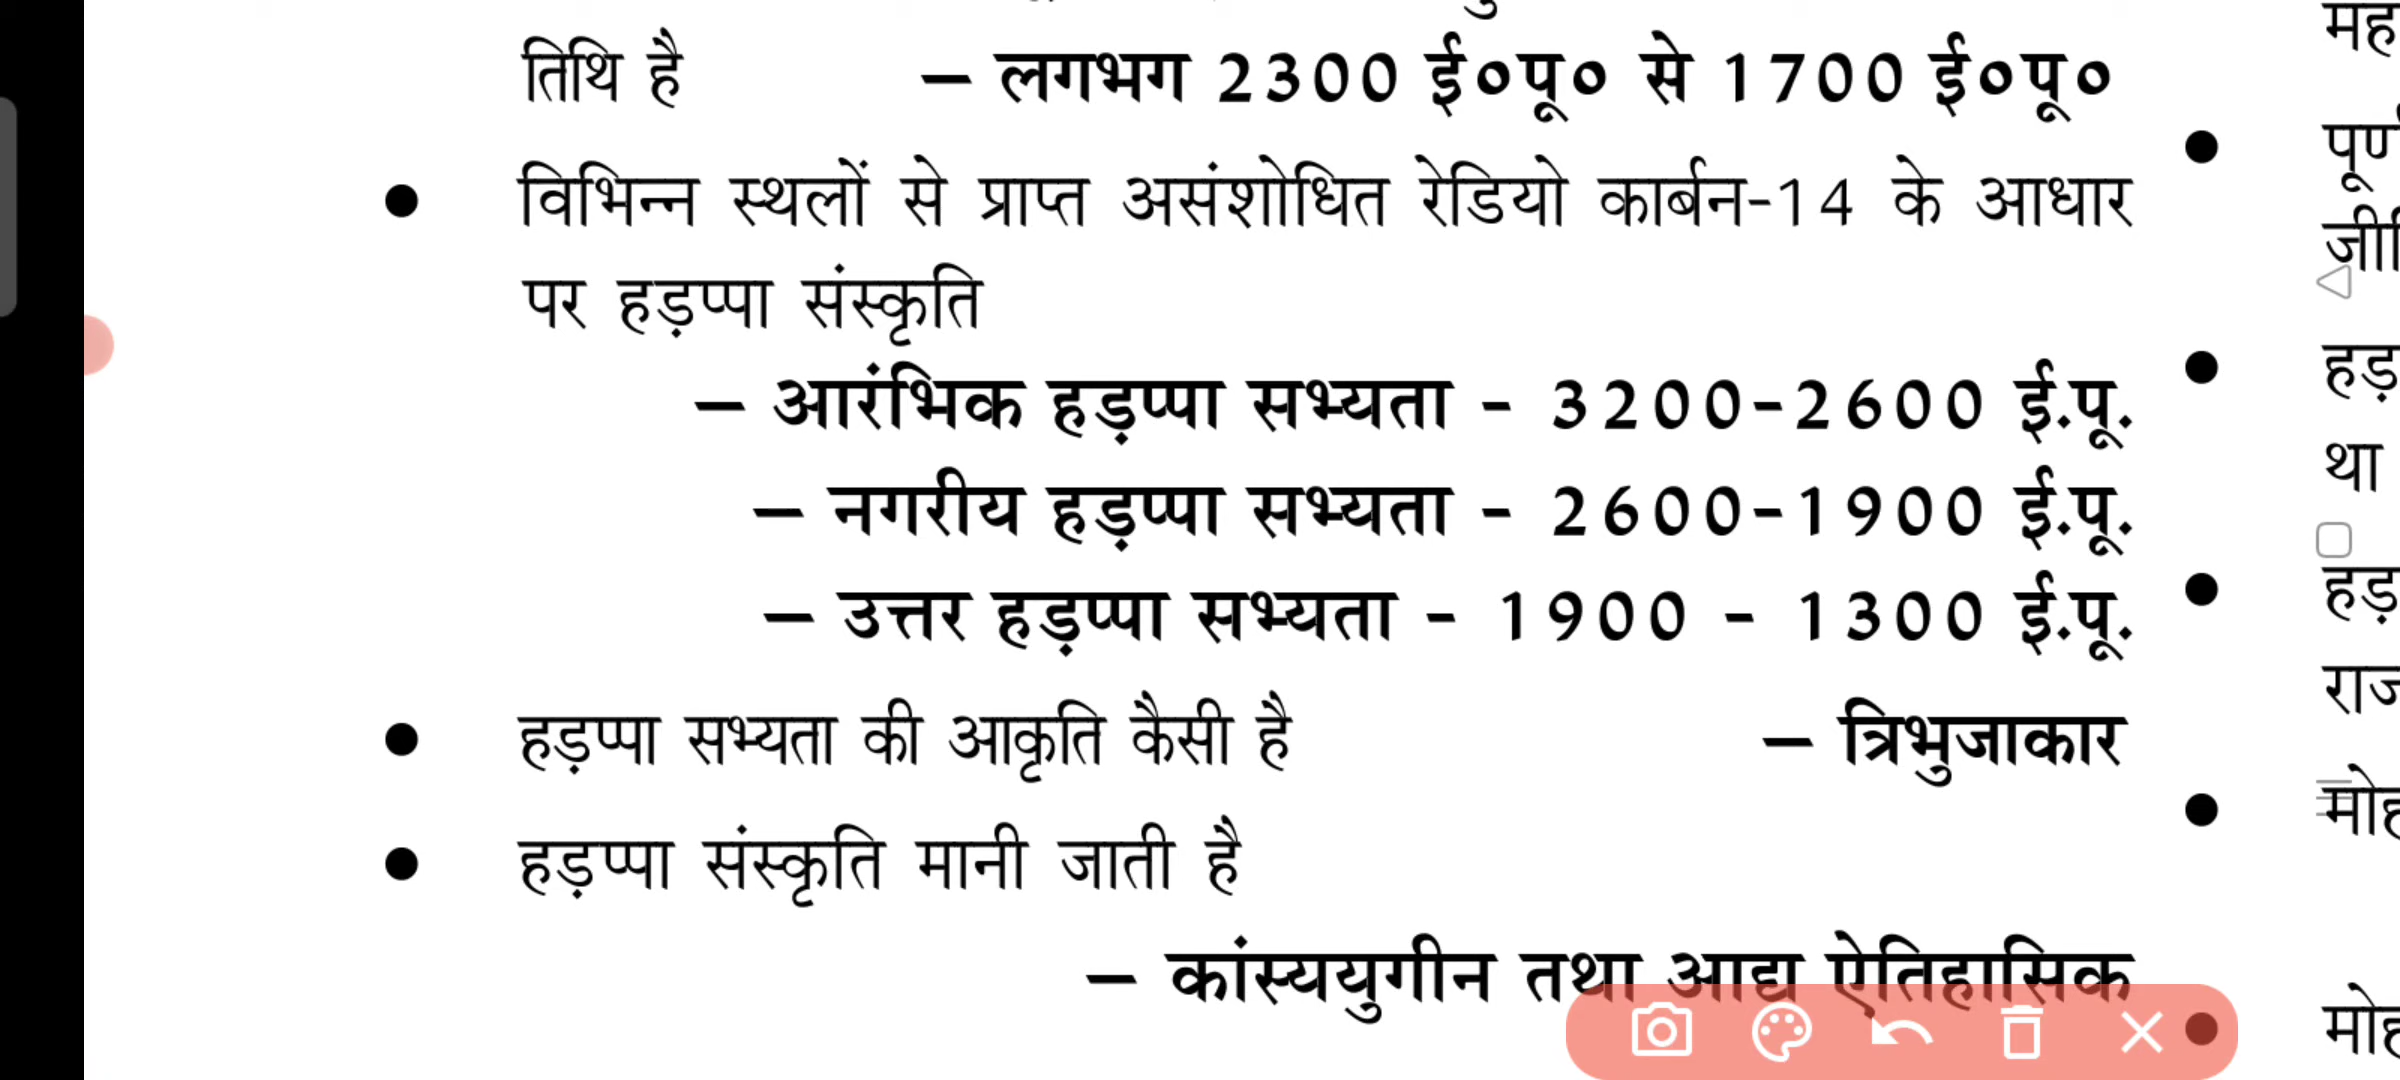 तिथि है – लगभग 2300 ई०पू० से 1700 ई०पू०
• विभिन्न स्थलों से प्राप्त असंशोधित रेडियो कार्बन-14 के आधार
पर हड़प्पा संस्कृति
– आरंभिक हड़प्पा सभ्यता - 3200-2600 ई.पू.
– नगरीय हड़प्पा सभ्यता - 2600-1900 ई.पू.
– उत्तर हड़प्पा सभ्यता - 1900 - 1300 ई.पू.
• हड़प्पा सभ्यता की आकृति कैसी है – त्रिभुजाकार
• हड़प्पा संस्कृति मानी जाती है
– कांस्ययुगीन तथा आद्य ऐतिहासिक
था